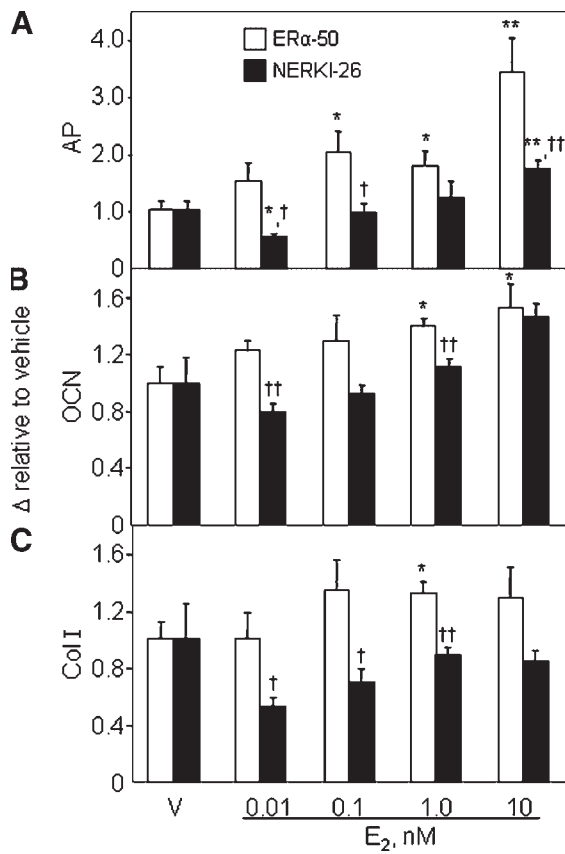 A
4.0
3.0
2.0
1.0
0
AP
ERα-50
NERKI-26
*,†
*
†
*
**
**,††
B
1.6
1.2
0.8
0.4
0
OCN
Δ relative to vehicle
††
*
††
*
C
1.6
1.2
0.8
0.4
0
Col I
†
†
*
††
V 0.01 0.1 1.0 10
E2, nM